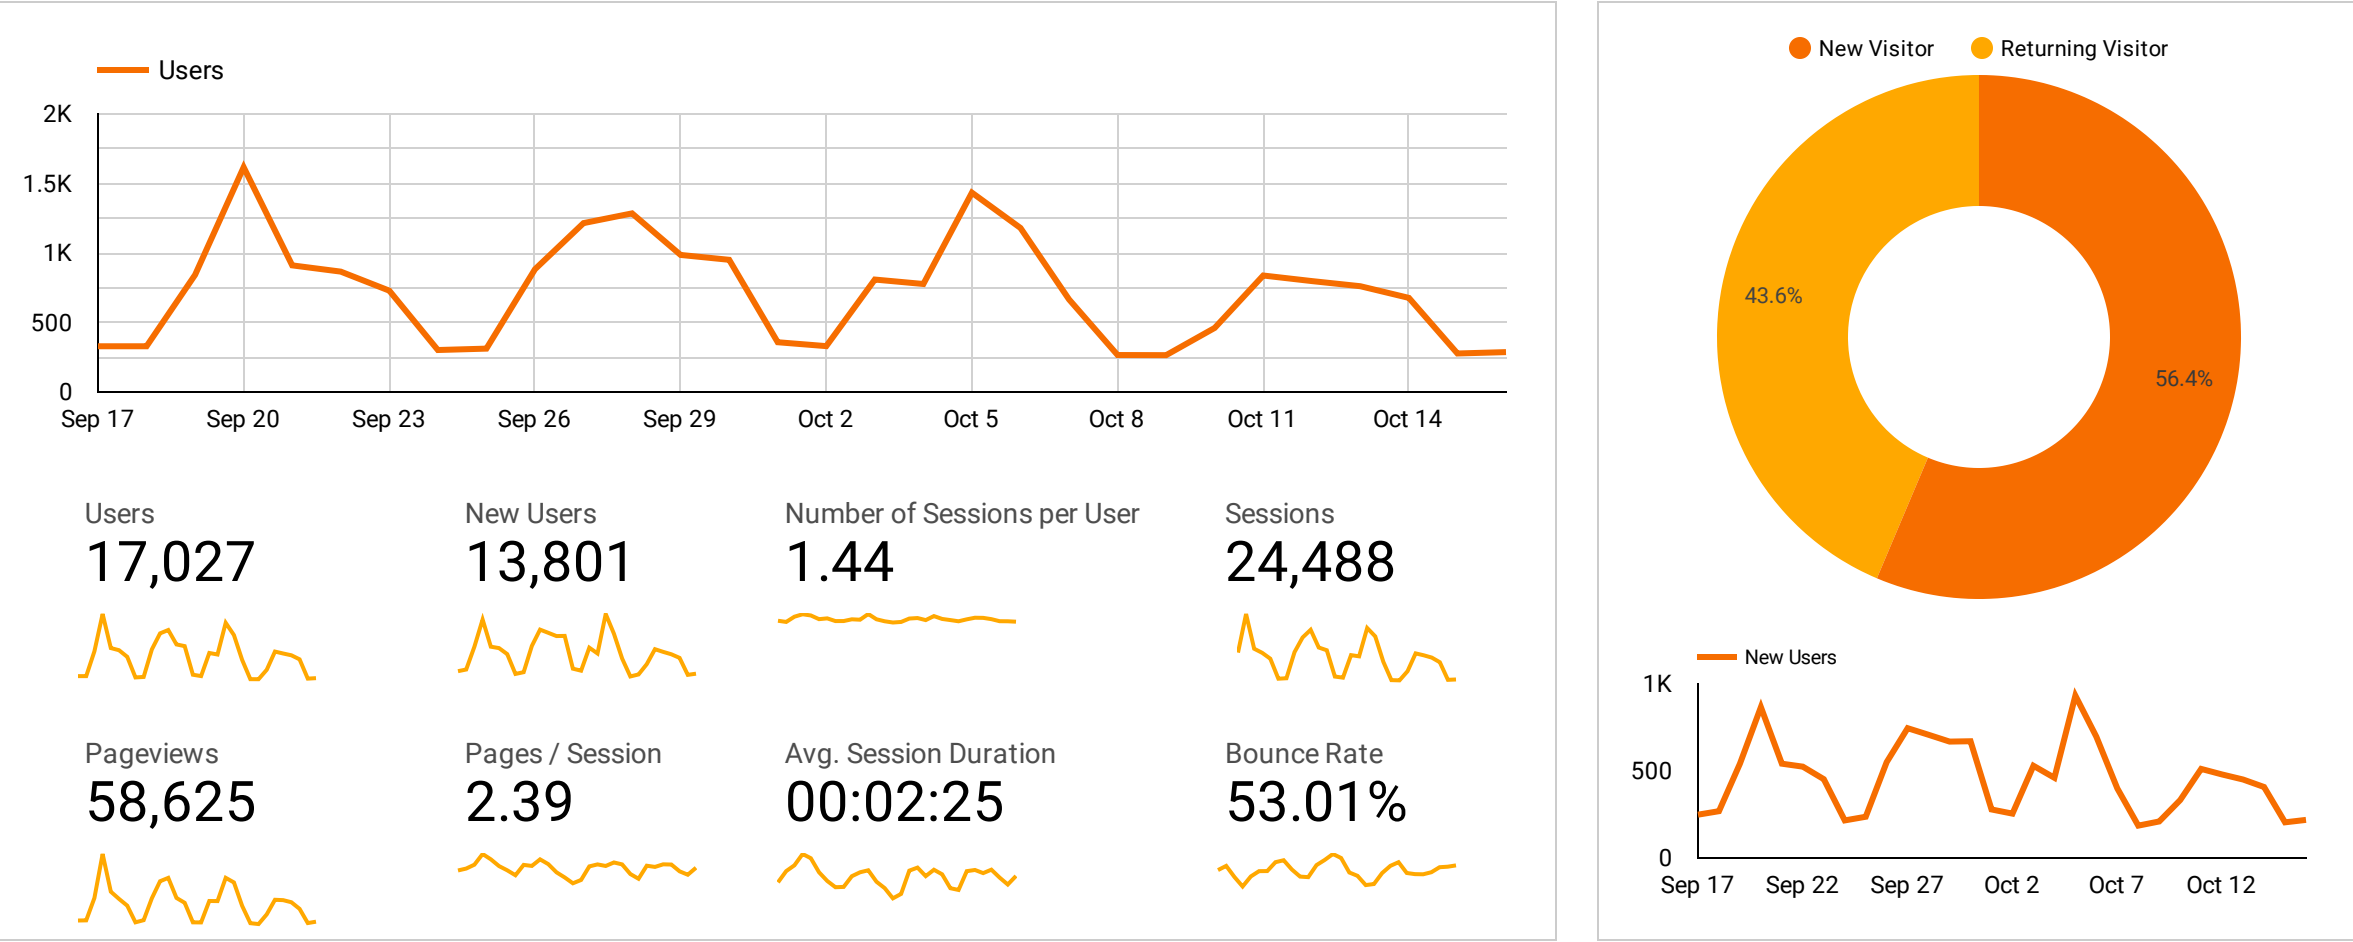 Users
2K
1.5K
1K
500
0
Sep 17 Sep 20 Sep 23 Sep 26 Sep 29 Oct 2 Oct 5 Oct 8 Oct 11 Oct 14
Users New Users Number of Sessions per User Sessions
17,027 13,801 1.44 24,488
Pageviews Pages / Session Avg. Session Duration Bounce Rate
58,625 2.39 00:02:25 53.01%
New Visitor Returning Visitor
43.6%
56.4%
New Users
1K
500
0
Sep 17 Sep 22 Sep 27 Oct 2 Oct 7 Oct 12